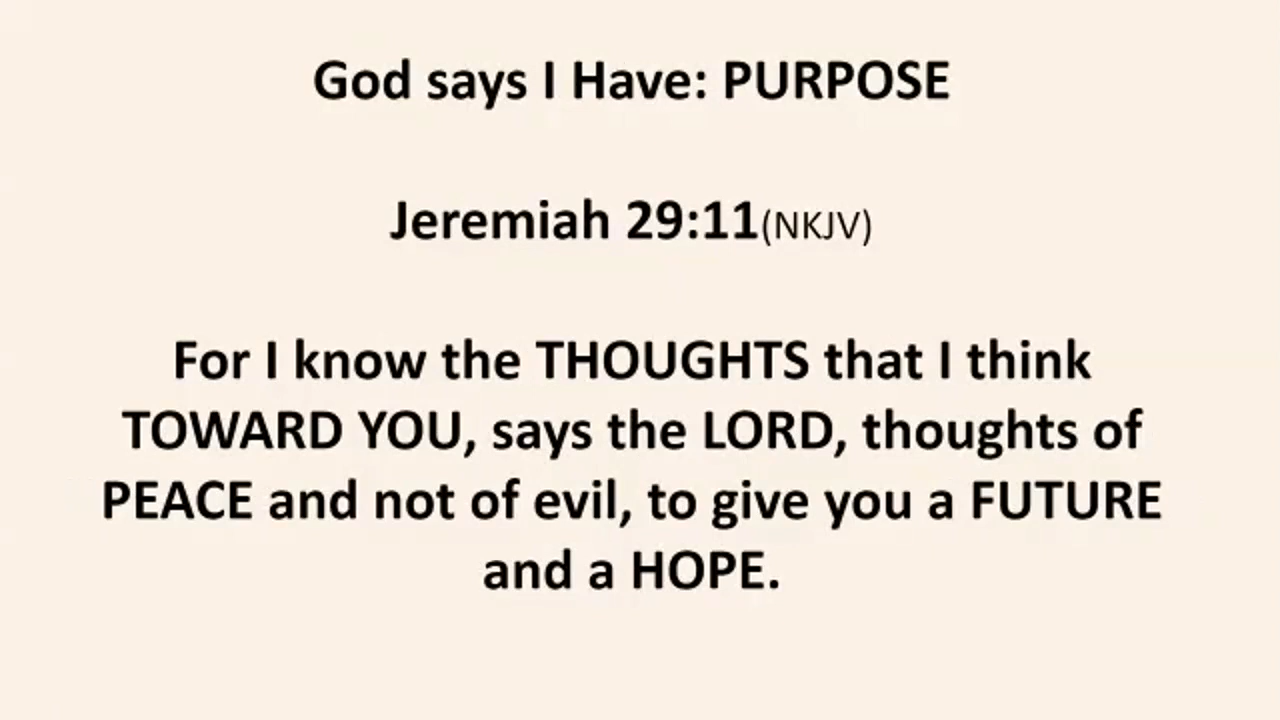 God says I Have: PURPOSE
Jeremiah 29:11(NKJV)
For I know the THOUGHTS that I think
TOWARD YOU, says the LORD, thoughts of
PEACE and not of evil, to give you a FUTURE
and a HOPE.